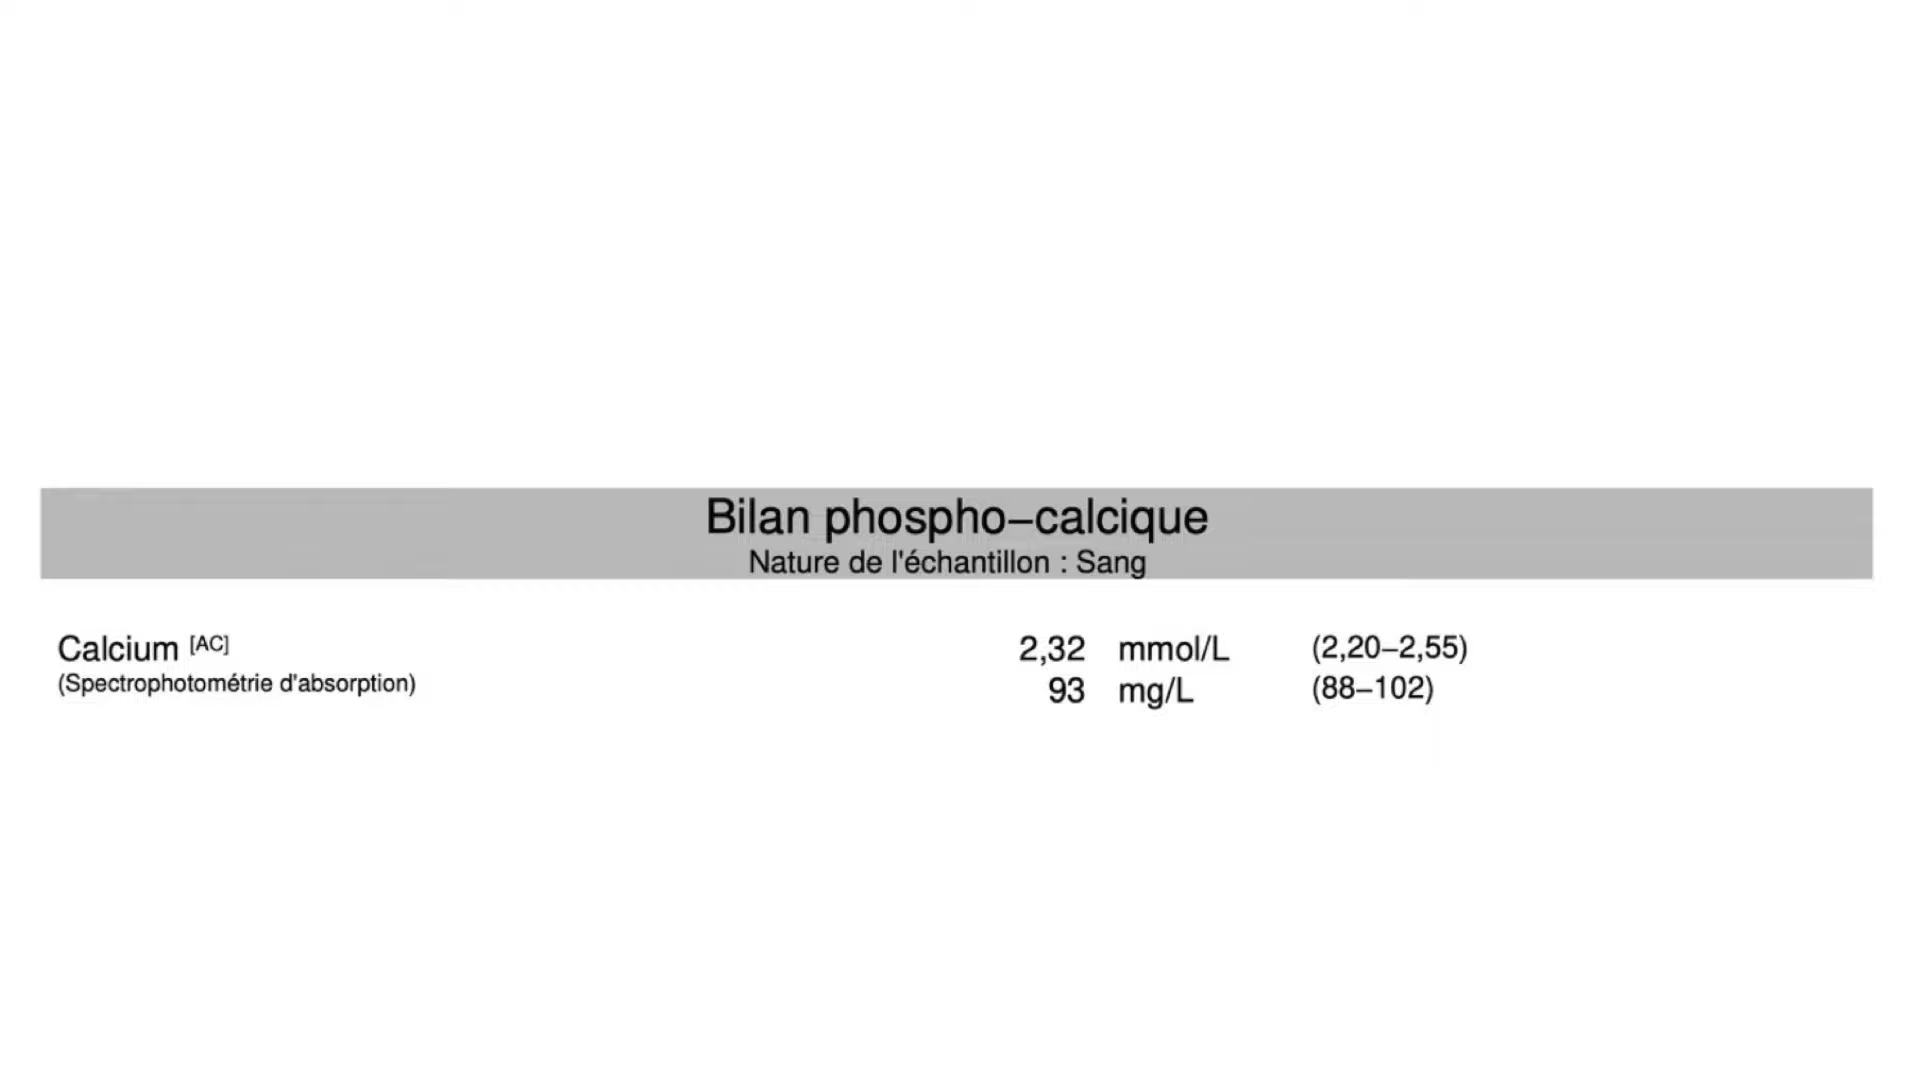 Bilan phospho–calcique
Nature de l'échantillon : Sang
Calcium [AC] 2,32 mmol/L (2,20–2,55)
(Spectrophotométrie d'absorption) 93 mg/L (88–102)